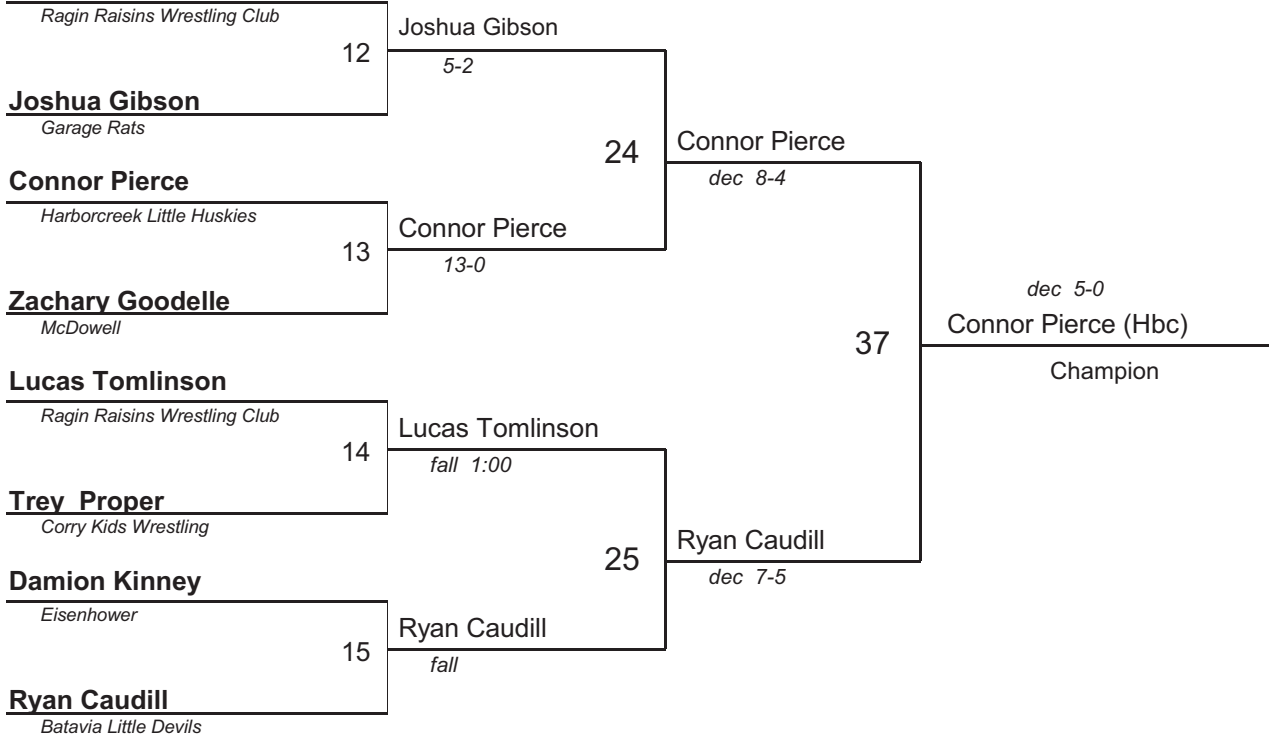 Ragin Raisins Wrestling Club
12
Joshua Gibson
5-2
Joshua Gibson
Garage Rats
24
Connor Pierce
dec 8-4
Connor Pierce
Harborcreek Little Huskies
13
Connor Pierce
13-0
Zachary Goodelle
McDowell
37
dec 5-0
Connor Pierce (Hbc)
Champion
Lucas Tomlinson
Ragin Raisins Wrestling Club
14
Lucas Tomlinson
fall 1:00
Trey Proper
Corry Kids Wrestling
25
Ryan Caudill
dec 7-5
Damion Kinney
Eisenhower
15
Ryan Caudill
fall
Ryan Caudill
Batavia Little Devils